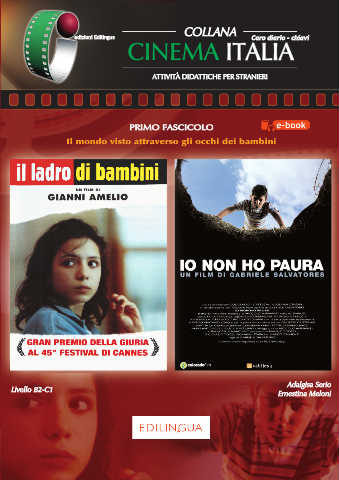 edizioni Edilingua
COLLANA
Caro diario - chiavi
CINEMA ITALIA
ATTIVITÀ DIDATTICHE PER STRANIERI
PRIMO FASCICOLO
e-book
Il mondo visto attraverso gli occhi dei bambini
il ladro di bambini
UN FILM DI
GIANNI AMELIO
GRAN PREMIO DELLA GIURIA
AL 45° FESTIVAL DI CANNES
IO NON HO PAURA
UN FILM DI GABRIELE SALVATORES
Livello B2-C1
Adalgisa Serio
Ernestina Meloni
EDILINGUA